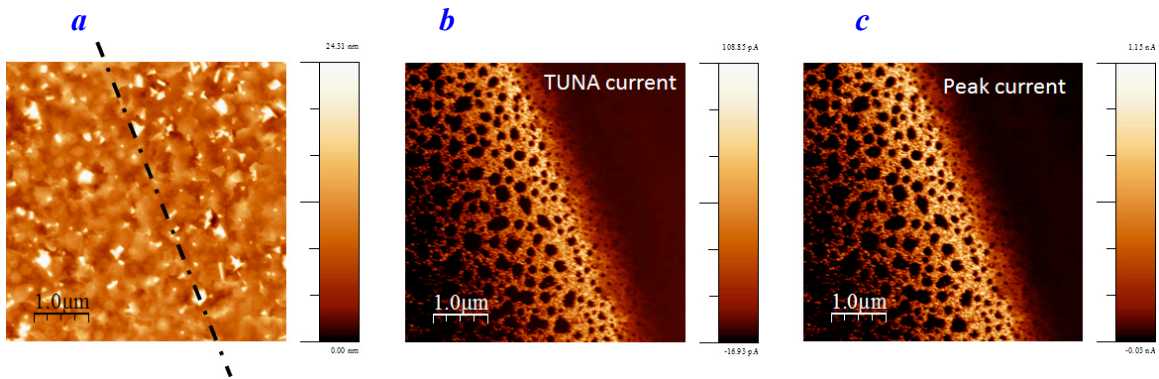 a
b
c
24.31 nm
108.85 pA
1.15 nA
TUNA current
Peak current
1.0μm
1.0μm
1.0μm
0.00 nm
-16.93 pA
-0.03 nA